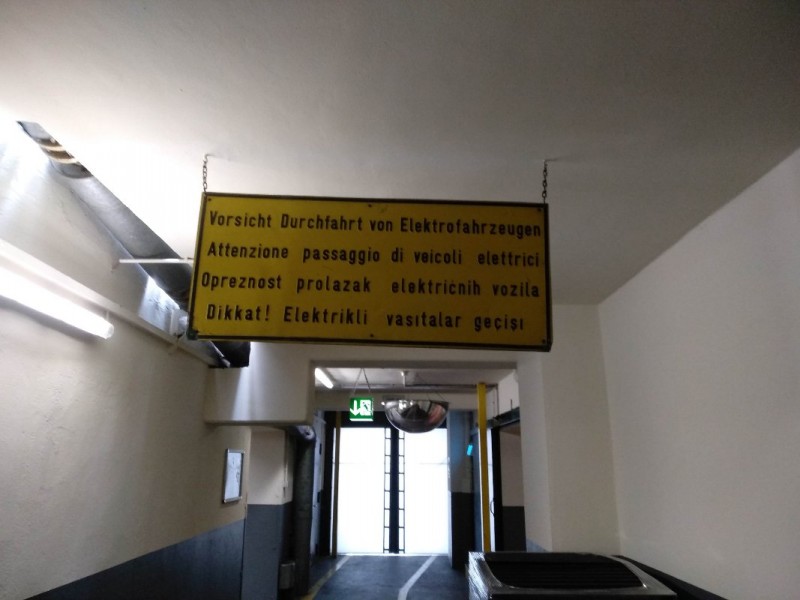 Vorsicht Durchfahrt von Elektrofahrzeugen
Attenzione passaggio di veicoli elettrici
Opreznost prolazak elektricnih vozila
Dikkat! Elektrikli vasıtalar geçişi